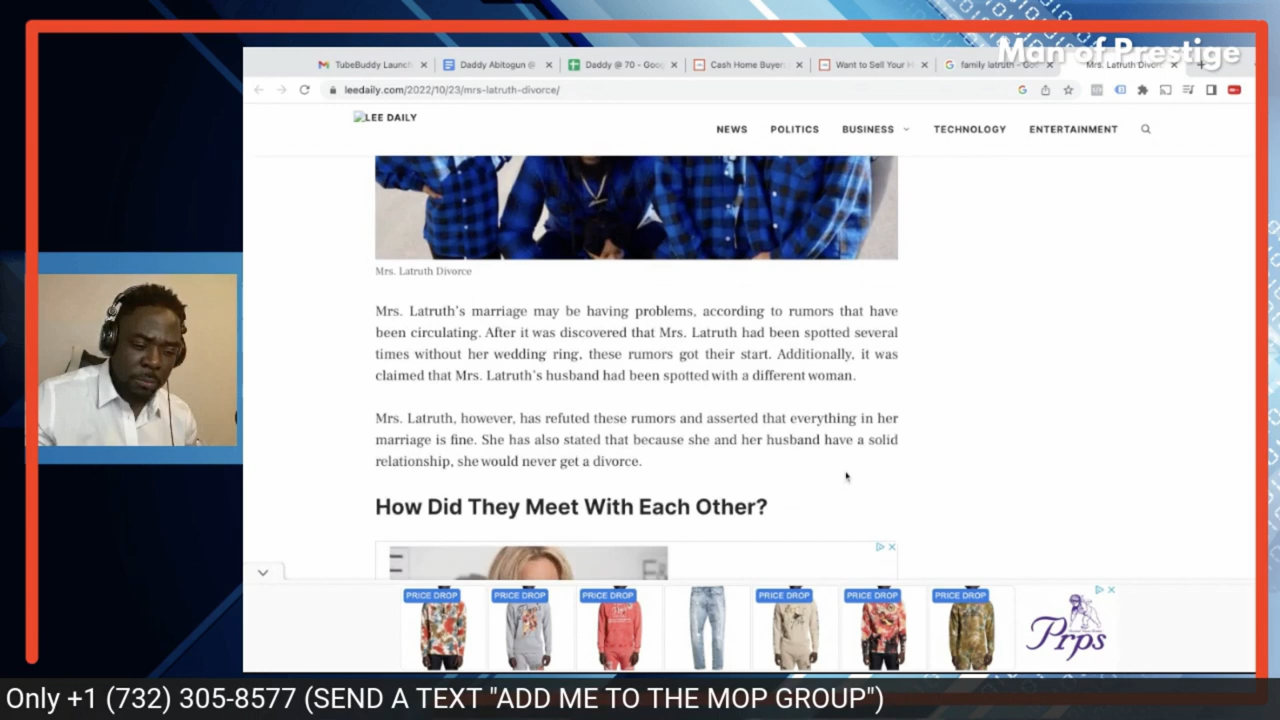 Man of Prestige
TubeBuddy Launch
Daddy Abitogun @
Daddy @ 70 - Goog
Cash Home Buyer
Want to Sell Your H
family latruth - Goo
Mrs. Latruth Divorc
leedaily.com/2022/10/23/mrs-latruth-divorce/
LEE DAILY
NEWS POLITICS BUSINESS TECHNOLOGY ENTERTAINMENT
Mrs. Latruth Divorce
Mrs. Latruth's marriage may be having problems, according to rumors that have
been circulating. After it was discovered that Mrs. Latruth had been spotted several
times without her wedding ring, these rumors got their start. Additionally, it was
claimed that Mrs. Latruth's husband had been spotted with a different woman.
Mrs. Latruth, however, has refuted these rumors and asserted that everything in her
marriage is fine. She has also stated that because she and her husband have a solid
relationship, she would never get a divorce.
How Did They Meet With Each Other?
PRICE DROP PRICE DROP PRICE DROP PRICE DROP PRICE DROP PRICE DROP
Prps
Only +1 (732) 305-8577 (SEND A TEXT "ADD ME TO THE MOP GROUP")